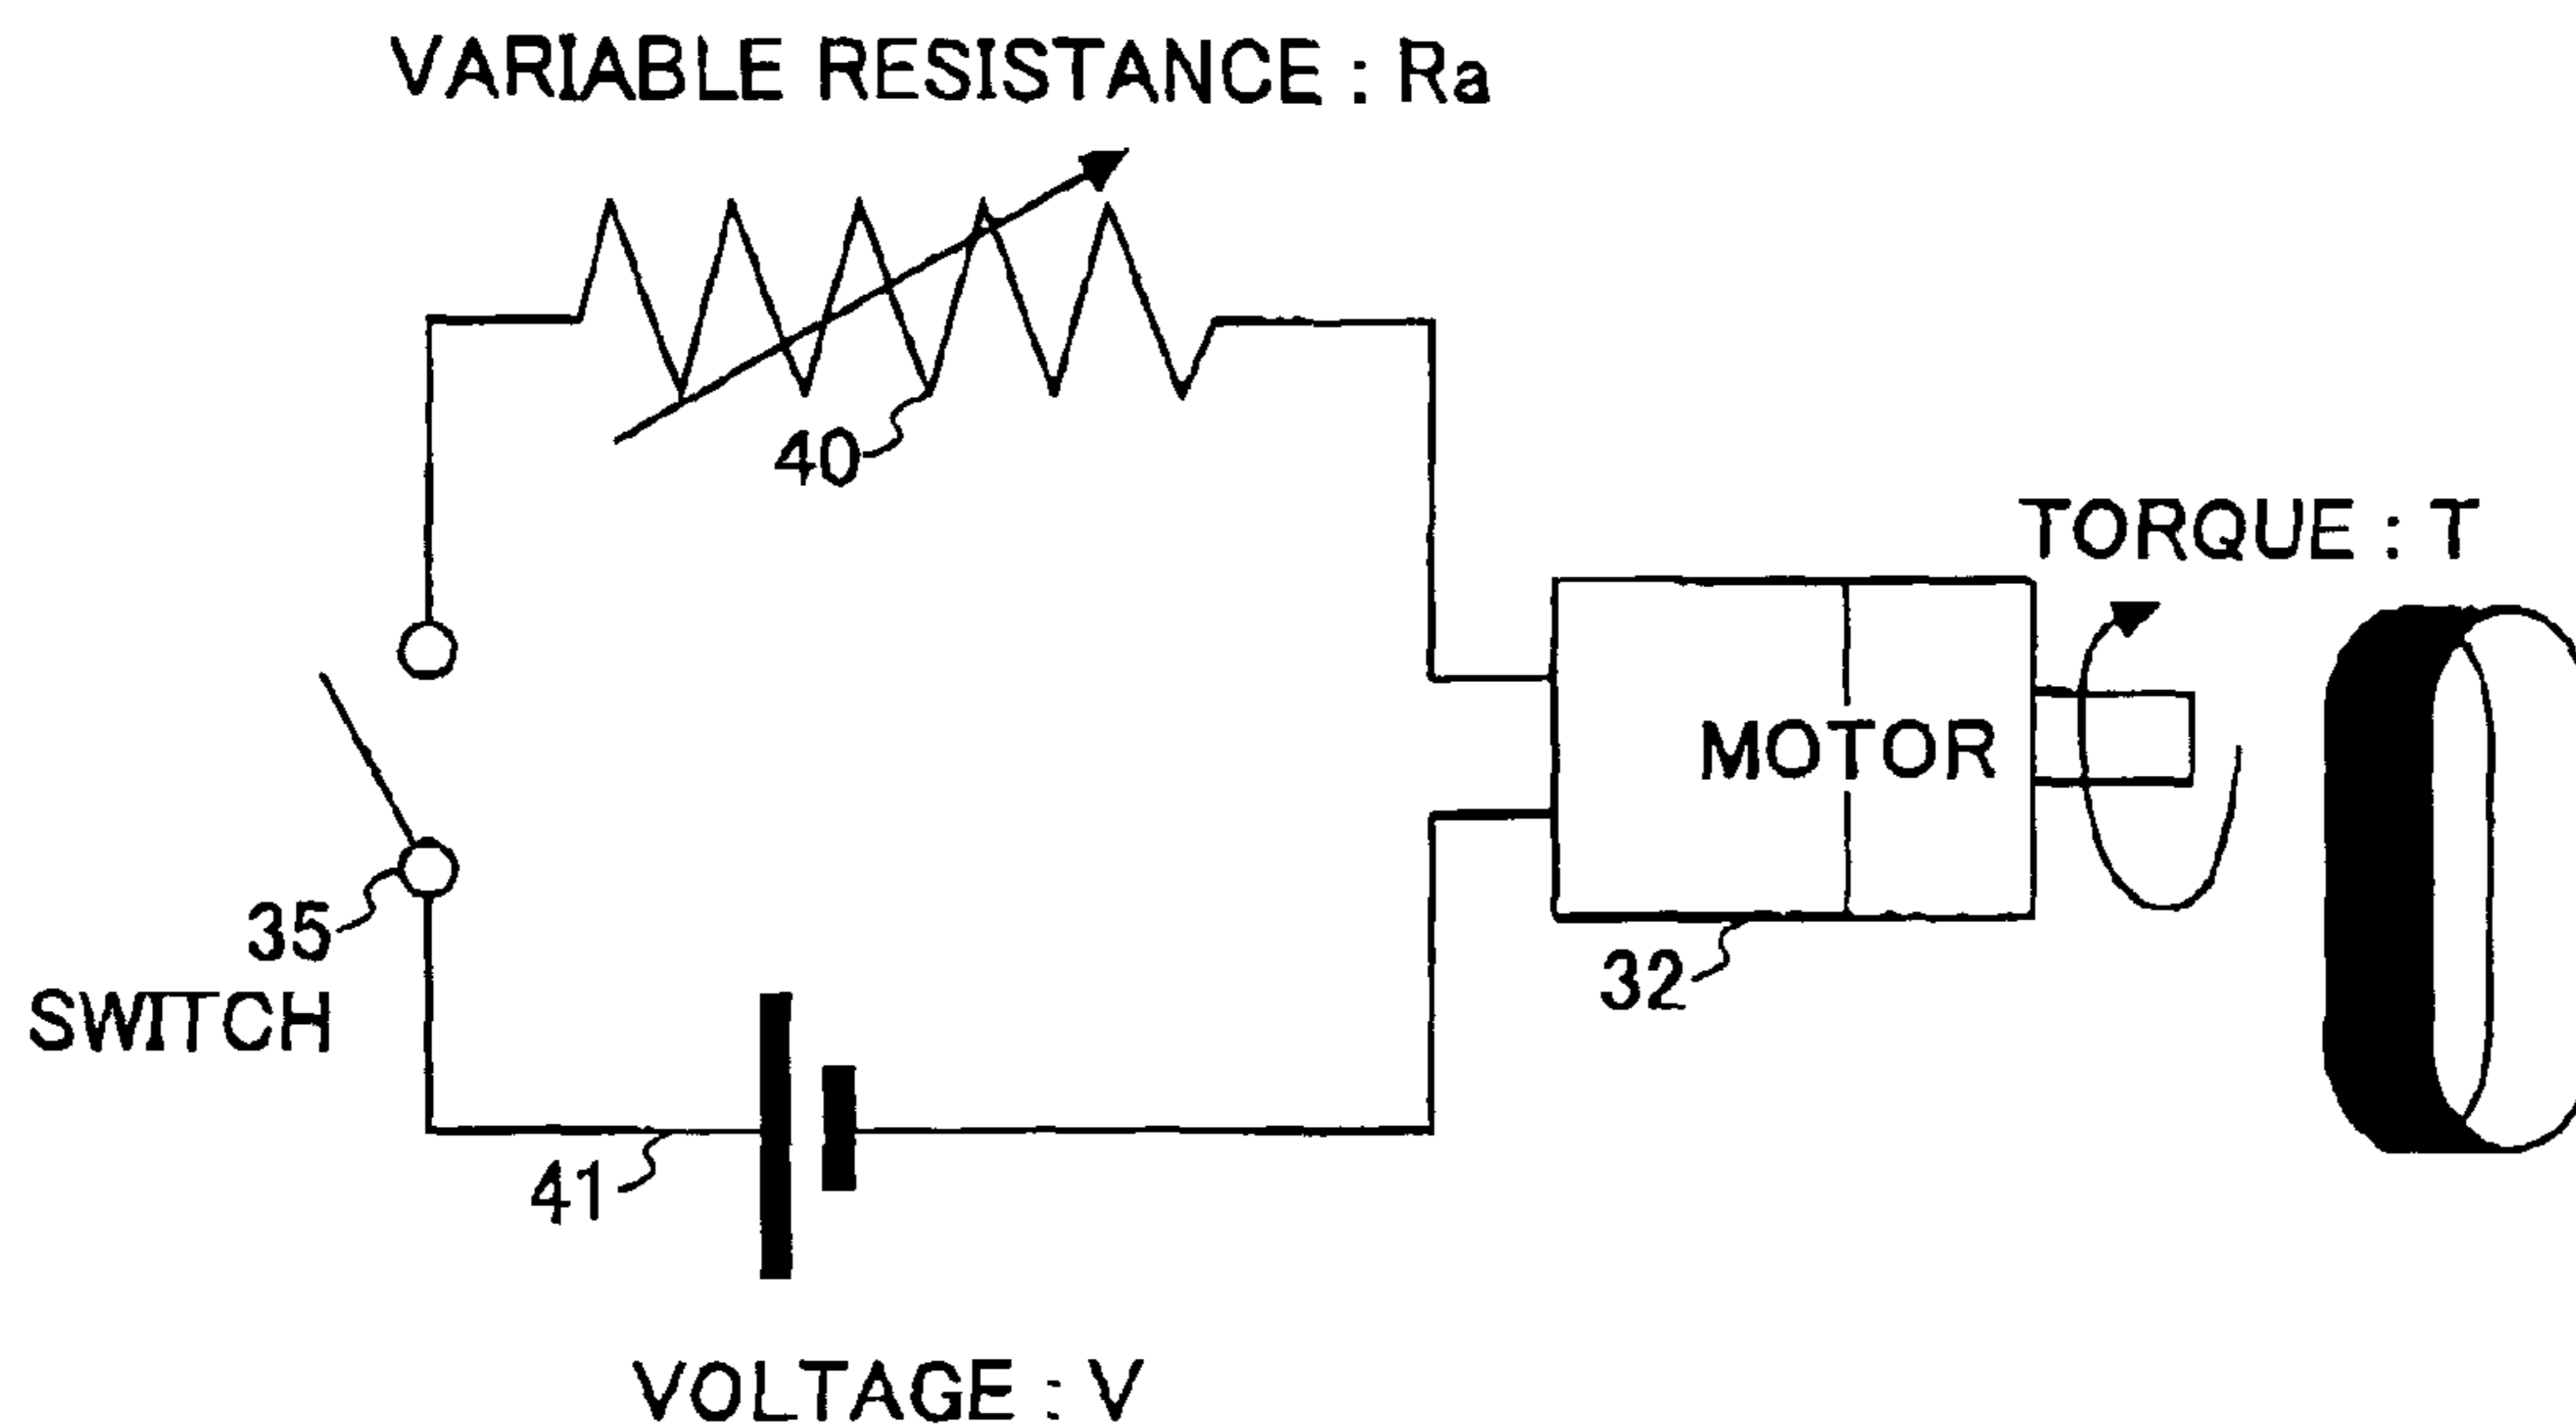 VARIABLE RESISTANCE : Ra
40
TORQUE : T
MOTOR
35
SWITCH
32
41
VOLTAGE : V